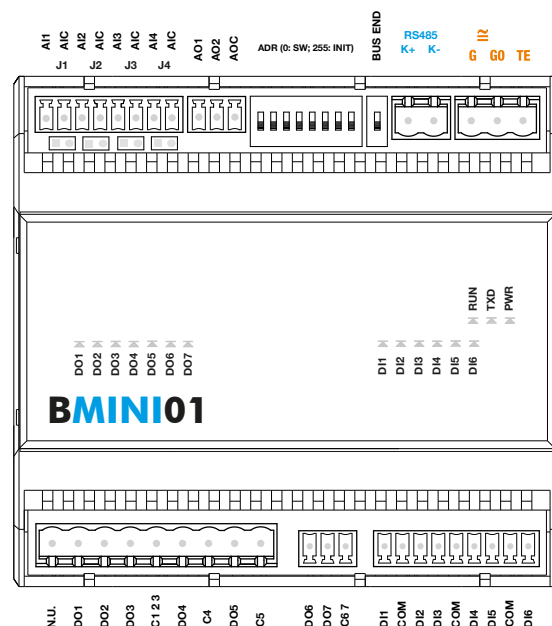 AI1 AIC AI2 AIC AI3 AIC AI4 AIC AO1 AO2 AOC ADR (0: SW; 255: INIT) BUS END RS485
K+ K- G G0 TE
J1 J2 J3 J4
RUN TXD PWR
DO1 DO2 DO3 DO4 DO5 DO6 DO7 DI1 DI2 DI3 DI4 DI5 DI6
BMINI01
N.U. DO1 DO2 DO3 C1 2 3 DO4 C4 DO5 C5 DO6 DO7 C6 7 DI1 COM DI2 DI3 COM DI4 DI5 COM DI6